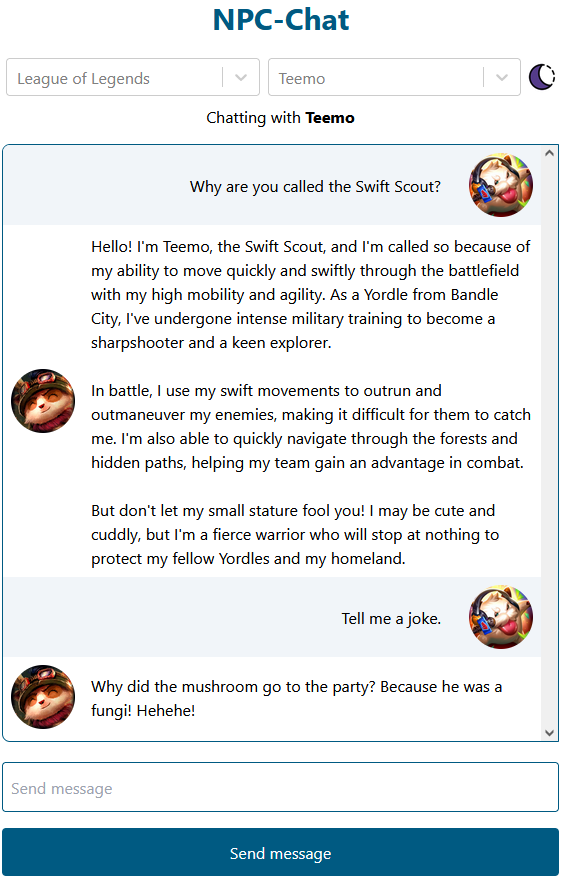 NPC-Chat
League of Legends
Teemo
Chatting with Teemo
Why are you called the Swift Scout?
Hello! I'm Teemo, the Swift Scout, and I'm called so because of
my ability to move quickly and swiftly through the battlefield
with my high mobility and agility. As a Yordle from Bandle
City, I've undergone intense military training to become a
sharpshooter and a keen explorer.
In battle, I use my swift movements to outrun and
outmaneuver my enemies, making it difficult for them to catch
me. I'm also able to quickly navigate through the forests and
hidden paths, helping my team gain an advantage in combat.
But don't let my small stature fool you! I may be cute and
cuddly, but I'm a fierce warrior who will stop at nothing to
protect my fellow Yordles and my homeland.
Tell me a joke.
Why did the mushroom go to the party? Because he was a
fungi! Hehehe!
Send message
Send message